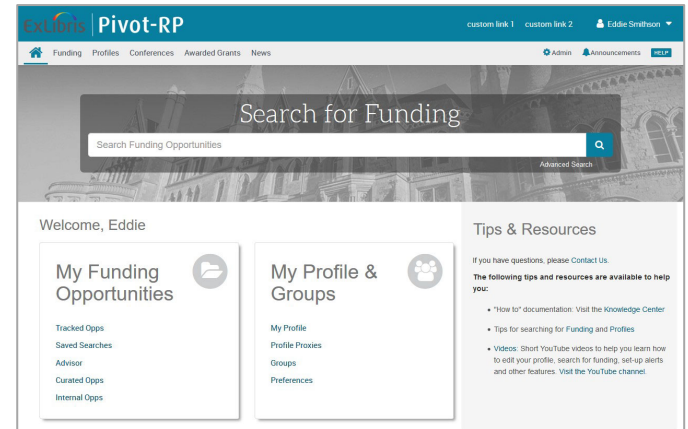 ExLibris Pivot-RP
custom link 1 custom link 2 Eddie Smithson
Funding Profiles Conferences Awarded Grants News
Admin Announcements HELP
Search for Funding
Search Funding Opportunities
Advanced Search
Welcome, Eddie
My Funding
Opportunities
Tracked Opps
Saved Searches
Advisor
Curated Opps
Internal Opps
My Profile &
Groups
My Profile
Profile Proxies
Groups
Preferences
Tips & Resources
If you have questions, please Contact Us.
The following tips and resources are available to help
you:
• "How to" documentation: Visit the Knowledge Center
• Tips for searching for Funding and Profiles
• Videos: Short YouTube videos to help you learn how
to edit your profile, search for funding, set-up alerts
and other features. Visit the YouTube channel.